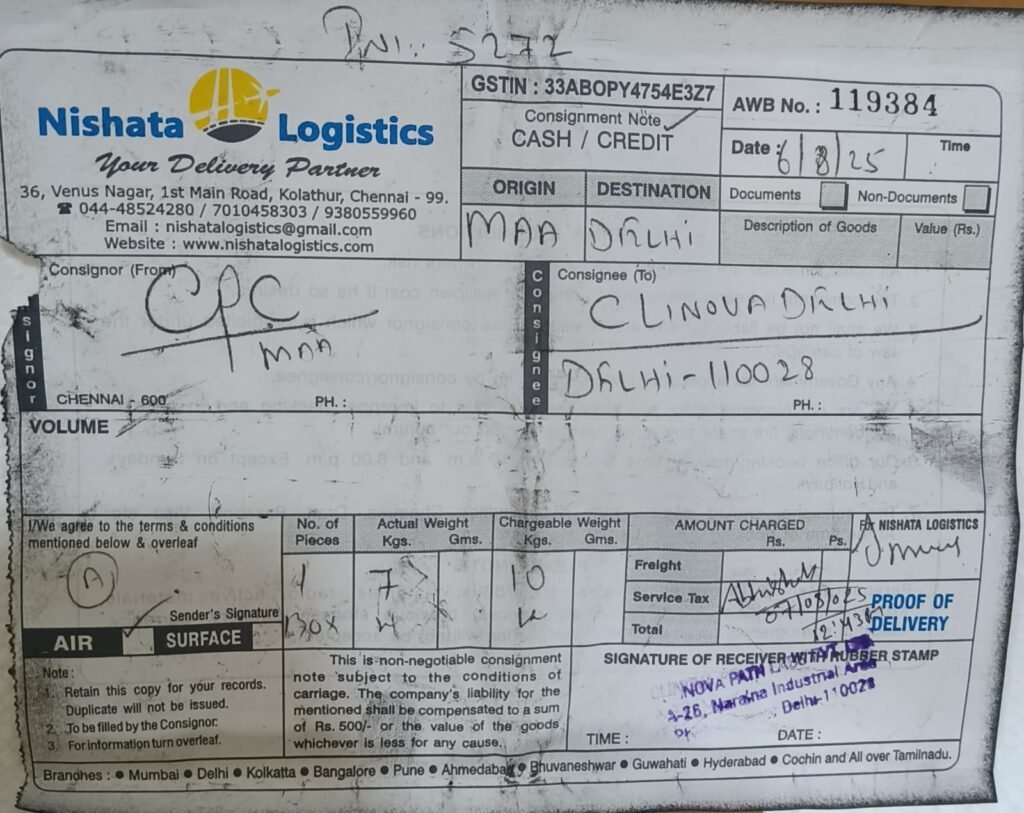 5272
Nishata Logistics
Your Delivery Partner
36, Venus Nagar, 1st Main Road, Kolathur, Chennai - 99.
☎ 044-48524280 / 7010458303 / 9380559960
Email : nishatalogistics@gmail.com
Website : www.nishatalogistics.com
GSTIN : 33ABOPY4754E3Z7
Consignment Note
CASH / CREDIT
AWB No. : 119384
Date : 6/8/25
Time
ORIGIN
DESTINATION
MAA
DELHI
Documents
Non-Documents
Description of Goods
Value (Rs.)
Consignor (From)
CPC
MAA
CHENNAI - 600
PH. :
Signor
Consignee
Consignee (To)
CLINOVA DELHI
DELHI-110028
PH. :
VOLUME
I/We agree to the terms & conditions
mentioned below & overleaf
A
Sender's Signature
AIR
SURFACE
No. of
Pieces
1
Actual Weight
Kgs. Gms.
7
Chargeable Weight
Kgs. Gms.
10
AMOUNT CHARGED
Rs. Ps.
Freight
Service Tax
Total
For NISHATA LOGISTICS
Abhishek
07/08/025
PROOF OF
DELIVERY
Note :
1. Retain this copy for your records.
Duplicate will not be issued.
2. To be filled by the Consignor.
3. For information turn overleaf.
This is non-negotiable consignment
note subject to the conditions of
carriage. The company's liability for the
mentioned shall be compensated to a sum
of Rs. 500/- or the value of the goods
whichever is less for any cause.
SIGNATURE OF RECEIVER WITH RUBBER STAMP
NOVA PATH LABS PVT
A-26, Naraina Industrial Area
Delhi-110028
TIME :
DATE :
Branches : ● Mumbai ● Delhi ● Kolkatta ● Bangalore ● Pune ● Ahmedabad ● Bhuvaneshwar ● Guwahati ● Hyderabad ● Cochin and All over Tamilnadu.